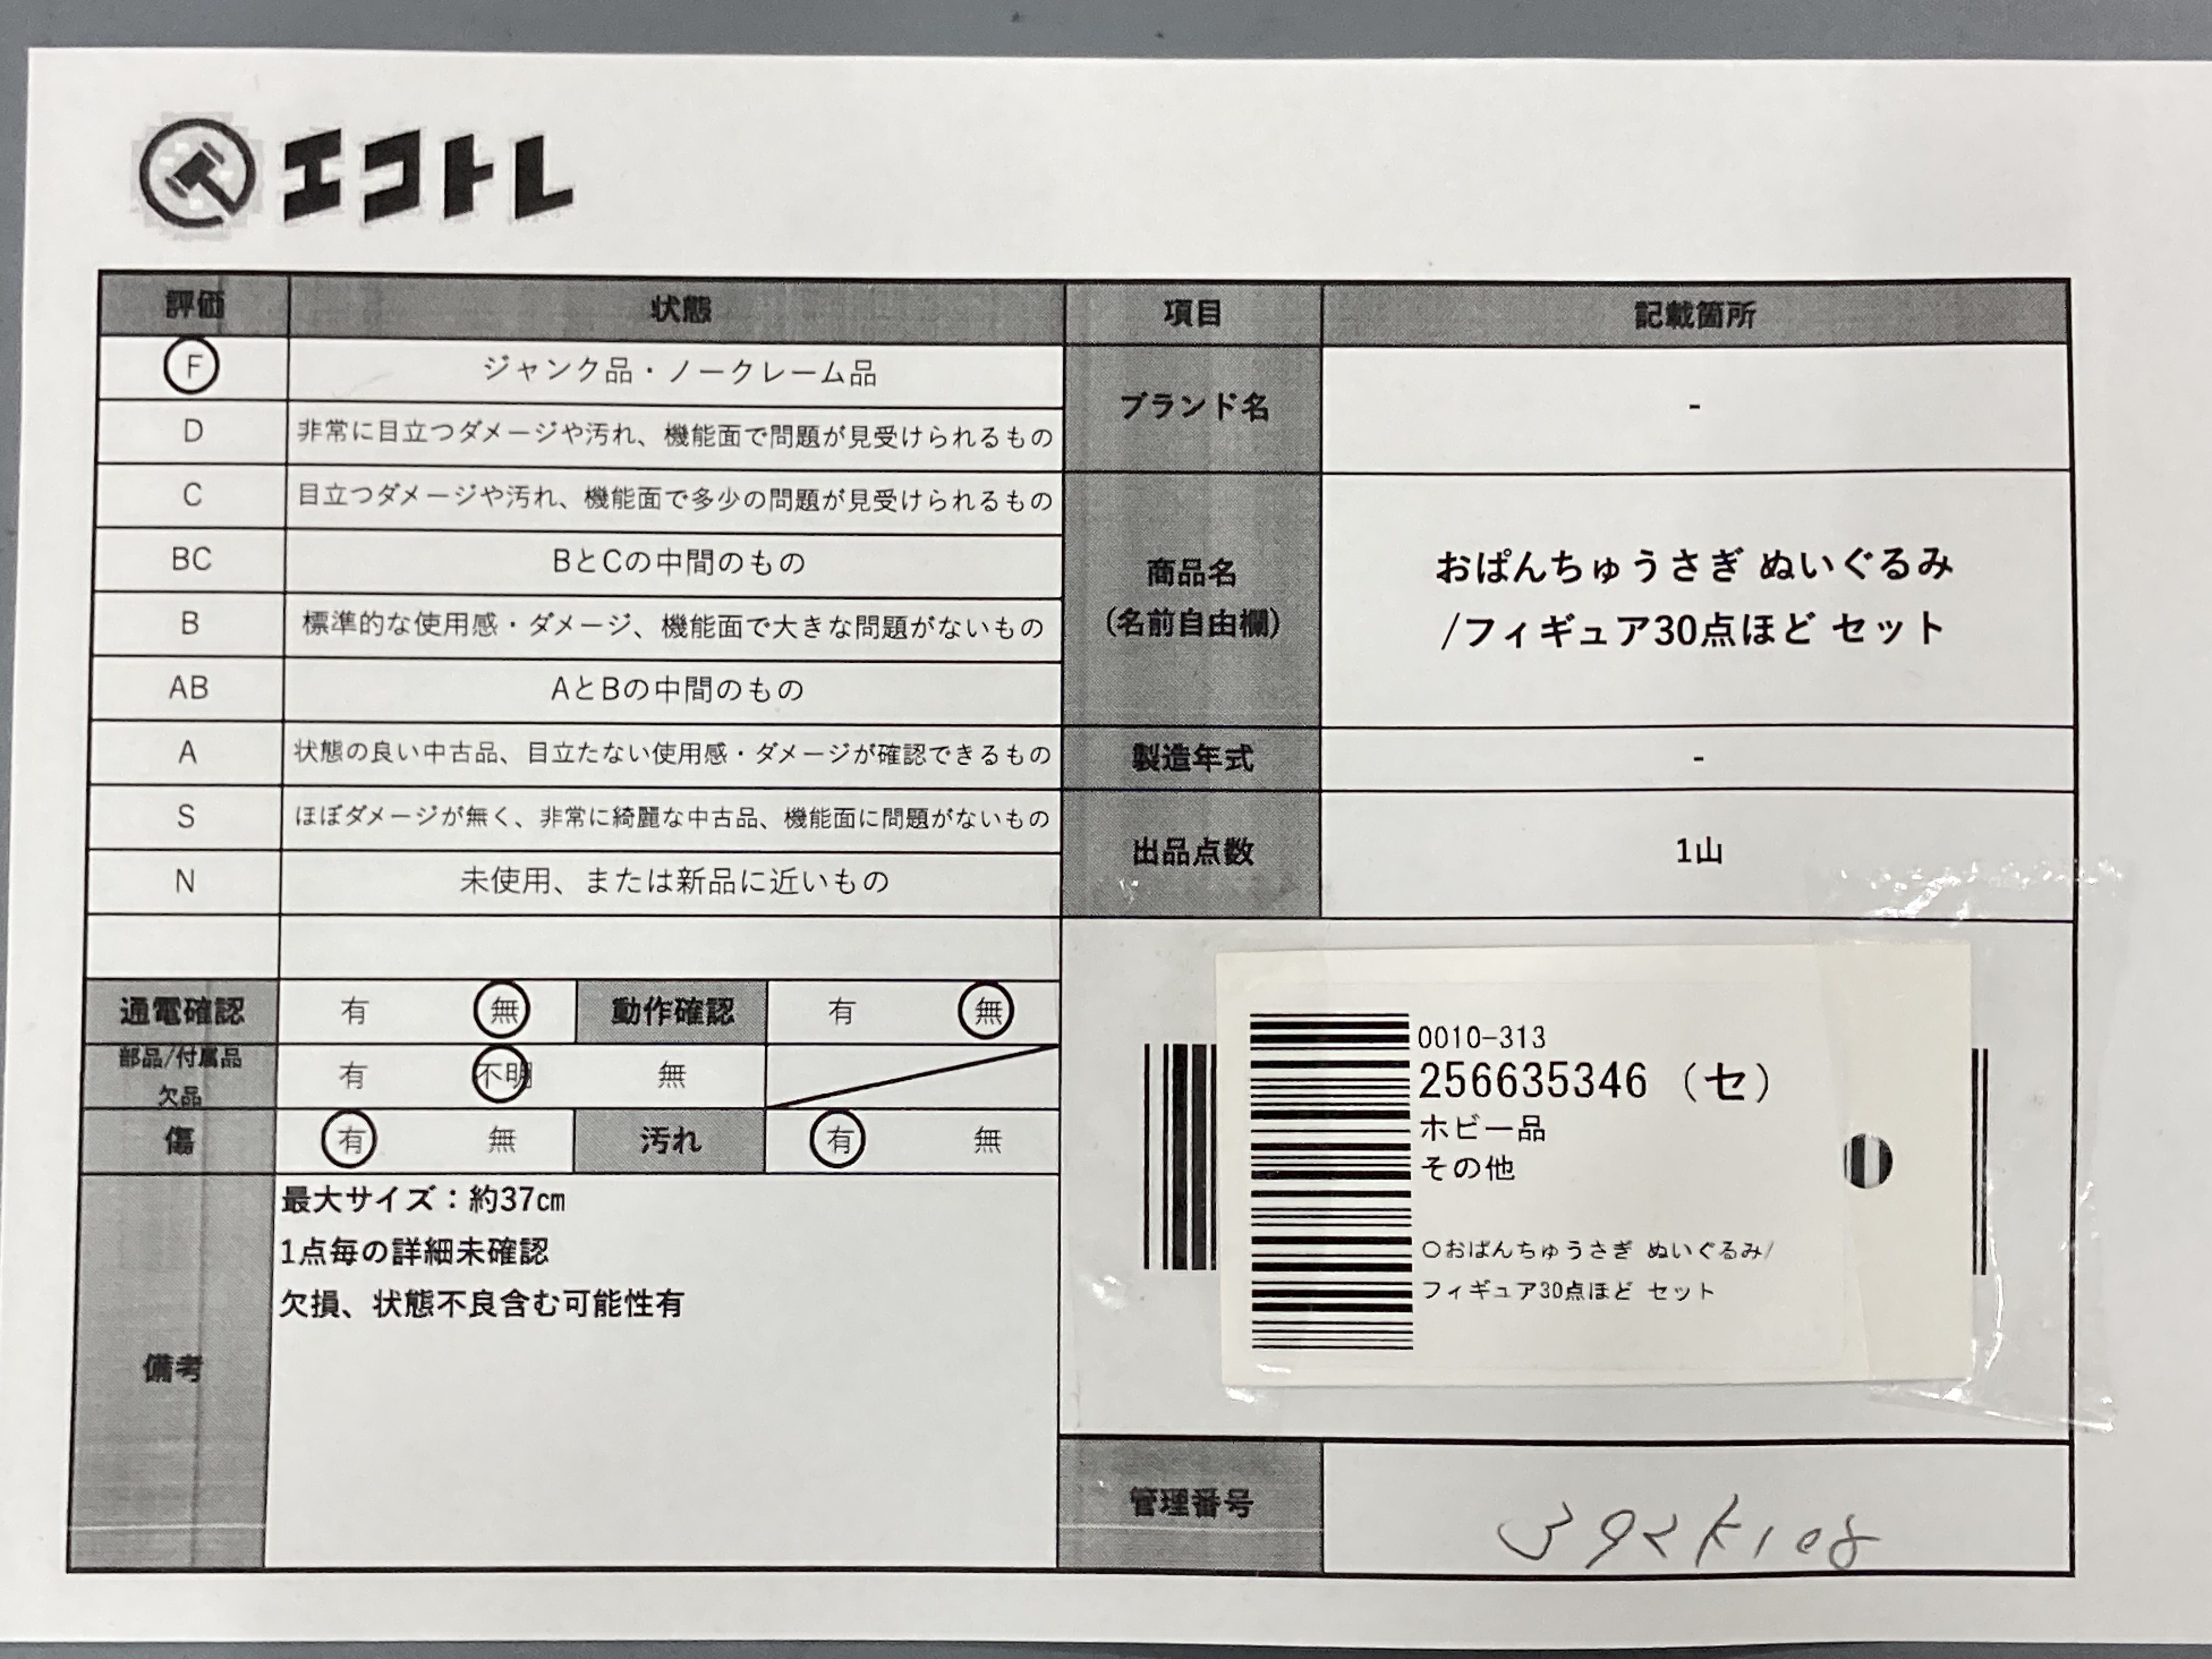 エコトレ
評価 状態 項目 記載箇所
F ジャンク品・ノークレーム品
D 非常に目立つダメージや汚れ、機能面で問題が見受けられるもの
C 目立つダメージや汚れ、機能面で多少の問題が見受けられるもの
BC BとCの中間のもの
B 標準的な使用感・ダメージ、機能面で大きな問題がないもの
AB AとBの中間のもの
A 状態の良い中古品、目立たない使用感・ダメージが確認できるもの
S ほぼダメージが無く、非常に綺麗な中古品、機能面に問題がないもの
N 未使用、または新品に近いもの
ブランド名 -
商品名
(名前自由欄)
おぱんちゅうさぎ ぬいぐるみ
/フィギュア30点ほど セット
製造年式 -
出品点数 1山
通電確認 有 無 動作確認 有 無
部品/付属品
欠品
有 不明 無
傷 有 無 汚れ 有 無
備考
最大サイズ：約37㎝
1点毎の詳細未確認
欠損、状態不良含む可能性有
0010-313
256635346（セ）
ホビー品
その他
〇おぱんちゅうさぎ ぬいぐるみ/
フィギュア30点ほど セット
管理番号 392K108